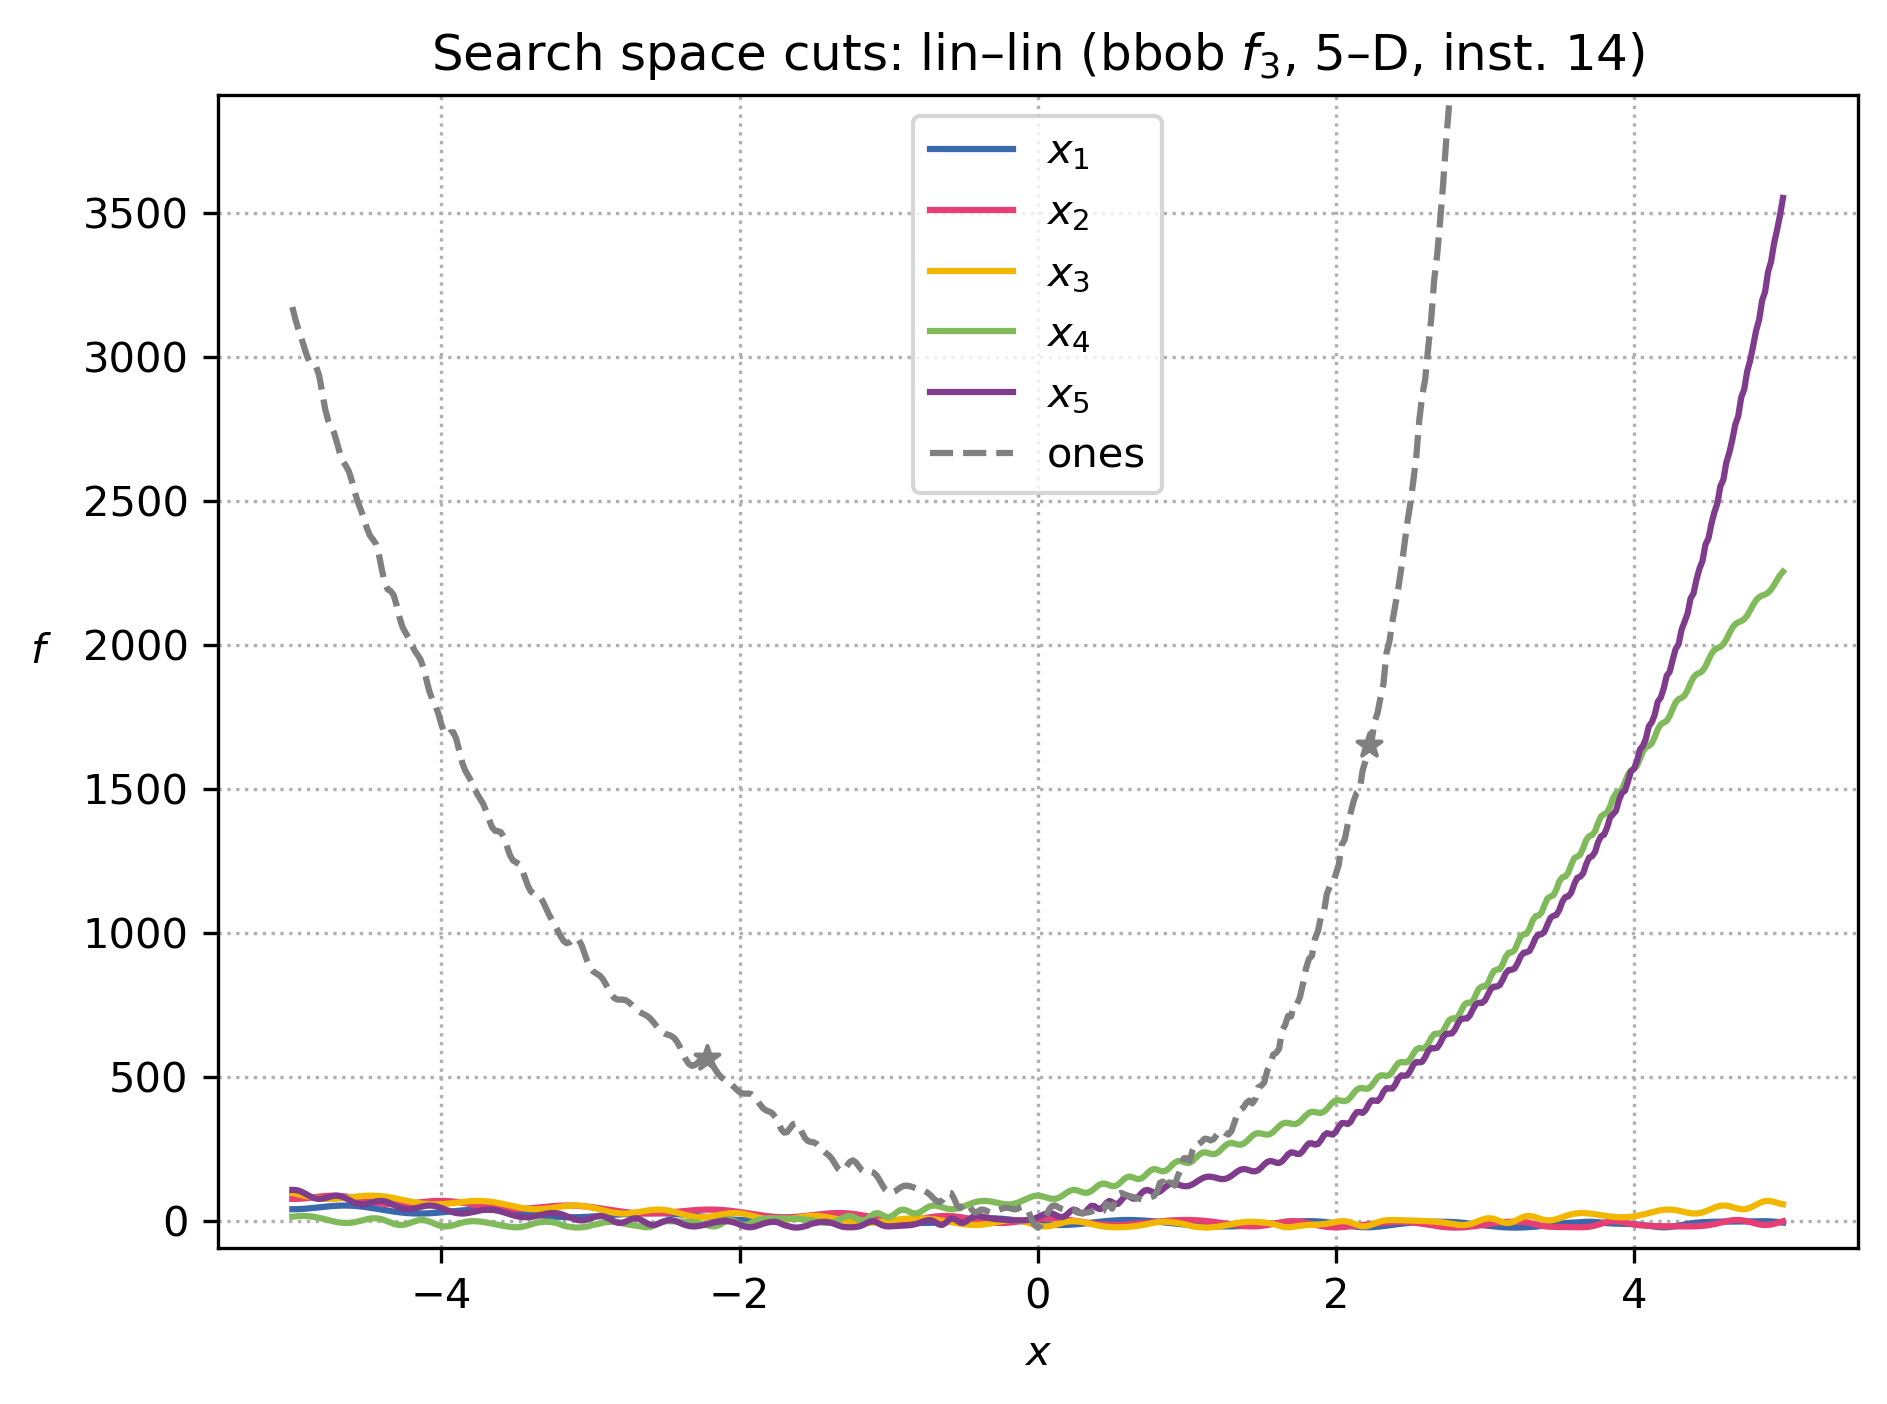 Search space cuts: lin–lin (bbob f₃, 5–D, inst. 14)
x₁
x₂
x₃
x₄
x₅
ones
f
3500
3000
2500
2000
1500
1000
500
0
−4 −2 0 2 4
x